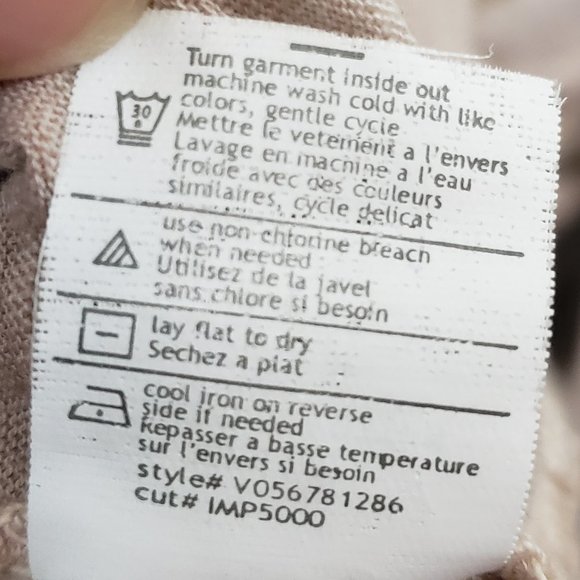 Turn garment inside out
machine wash cold with like
colors, gentle cycle
30
Mettre le vetement a l'envers
Lavage en machine a l'eau
froide avec des couleurs
similaires, cycle delicat
use non-chlorine bleach
when needed
Utilisez de la javel
sans chlore si besoin
lay flat to dry
Sechez a plat
cool iron on reverse
side if needed
Repasser a basse temperature
sur l'envers si besoin
style# V056781286
cut# IMP5000